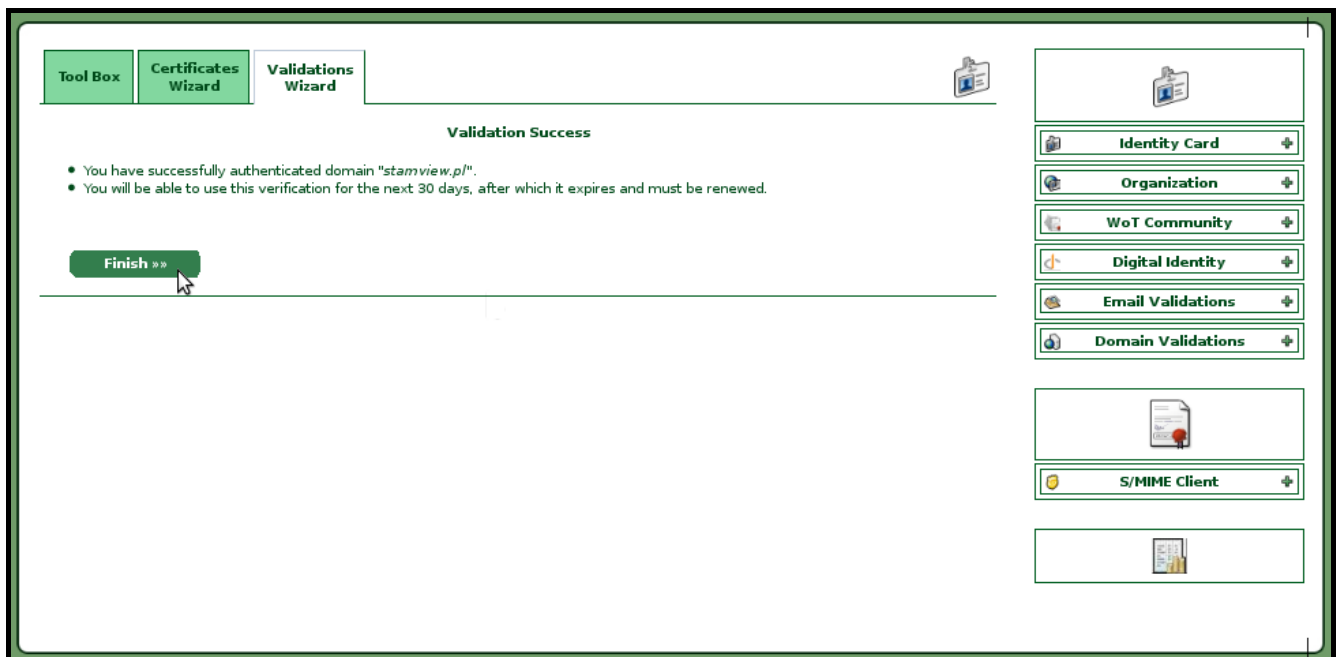 Tool Box
Certificates
Wizard
Validations
Wizard
Validation Success
You have successfully authenticated domain "stamview.pl".
You will be able to use this verification for the next 30 days, after which it expires and must be renewed.
Finish »»
Identity Card
Organization
WoT Community
Digital Identity
Email Validations
Domain Validations
S/MIME Client